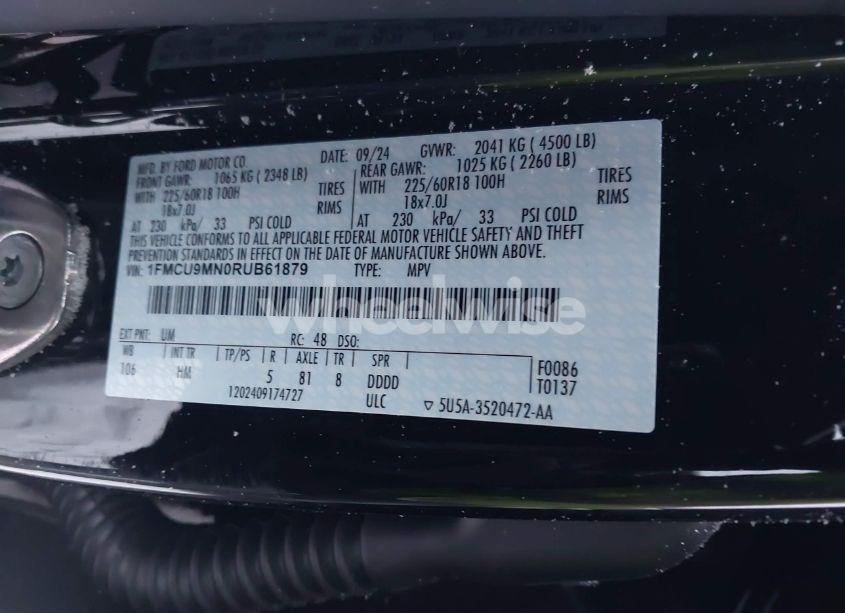 MFD. BY FORD MOTOR CO. DATE: 09/24 GVWR: 2041 KG ( 4500 LB)
FRONT GAWR: 1065 KG ( 2348 LB) REAR GAWR: 1025 KG ( 2260 LB)
WITH 225/60R18 100H TIRES WITH 225/60R18 100H TIRES
18x7.0J RIMS 18x7.0J RIMS
AT 230 kPa/ 33 PSI COLD AT 230 kPa/ 33 PSI COLD
THIS VEHICLE CONFORMS TO ALL APPLICABLE FEDERAL MOTOR VEHICLE SAFETY AND THEFT
PREVENTION STANDARDS IN EFFECT ON THE DATE OF MANUFACTURE SHOWN ABOVE.
VIN: 1FMCU9MN0RUB61879 TYPE: MPV
wheelwise
EXT PNT: UM RC: 48 DSO:
WB INT TR TP/PS R AXLE TR SPR F0086
106 HM 5 81 8 DDDD T0137
1202409174727 ULC ▽ 5U5A-3520472-AA